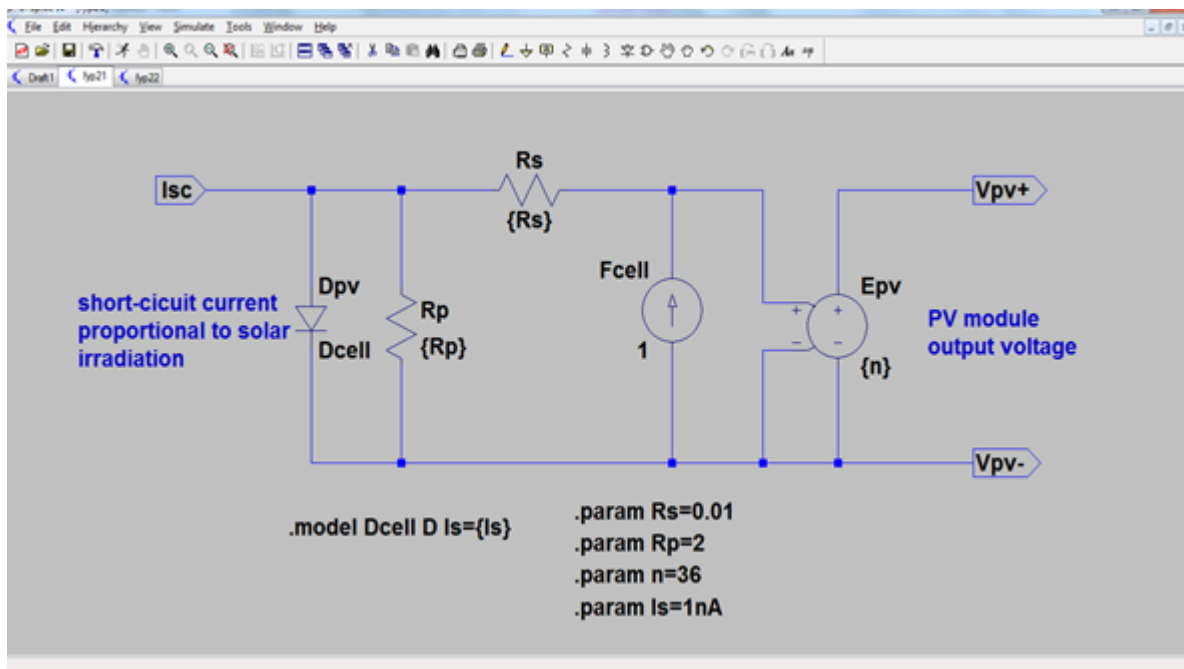 File Edit Hierarchy View Simulate Tools Window Help
Draft1 fyp21 fyp22
Rs
Isc
Vpv+
{Rs}
Fcell
Dpv
Epv
short-cicuit current
proportional to solar
irradiation
Rp
PV module
output voltage
Dcell
{Rp}
1
{n}
Vpv-
.model Dcell D Is={Is}
.param Rs=0.01
.param Rp=2
.param n=36
.param Is=1nA